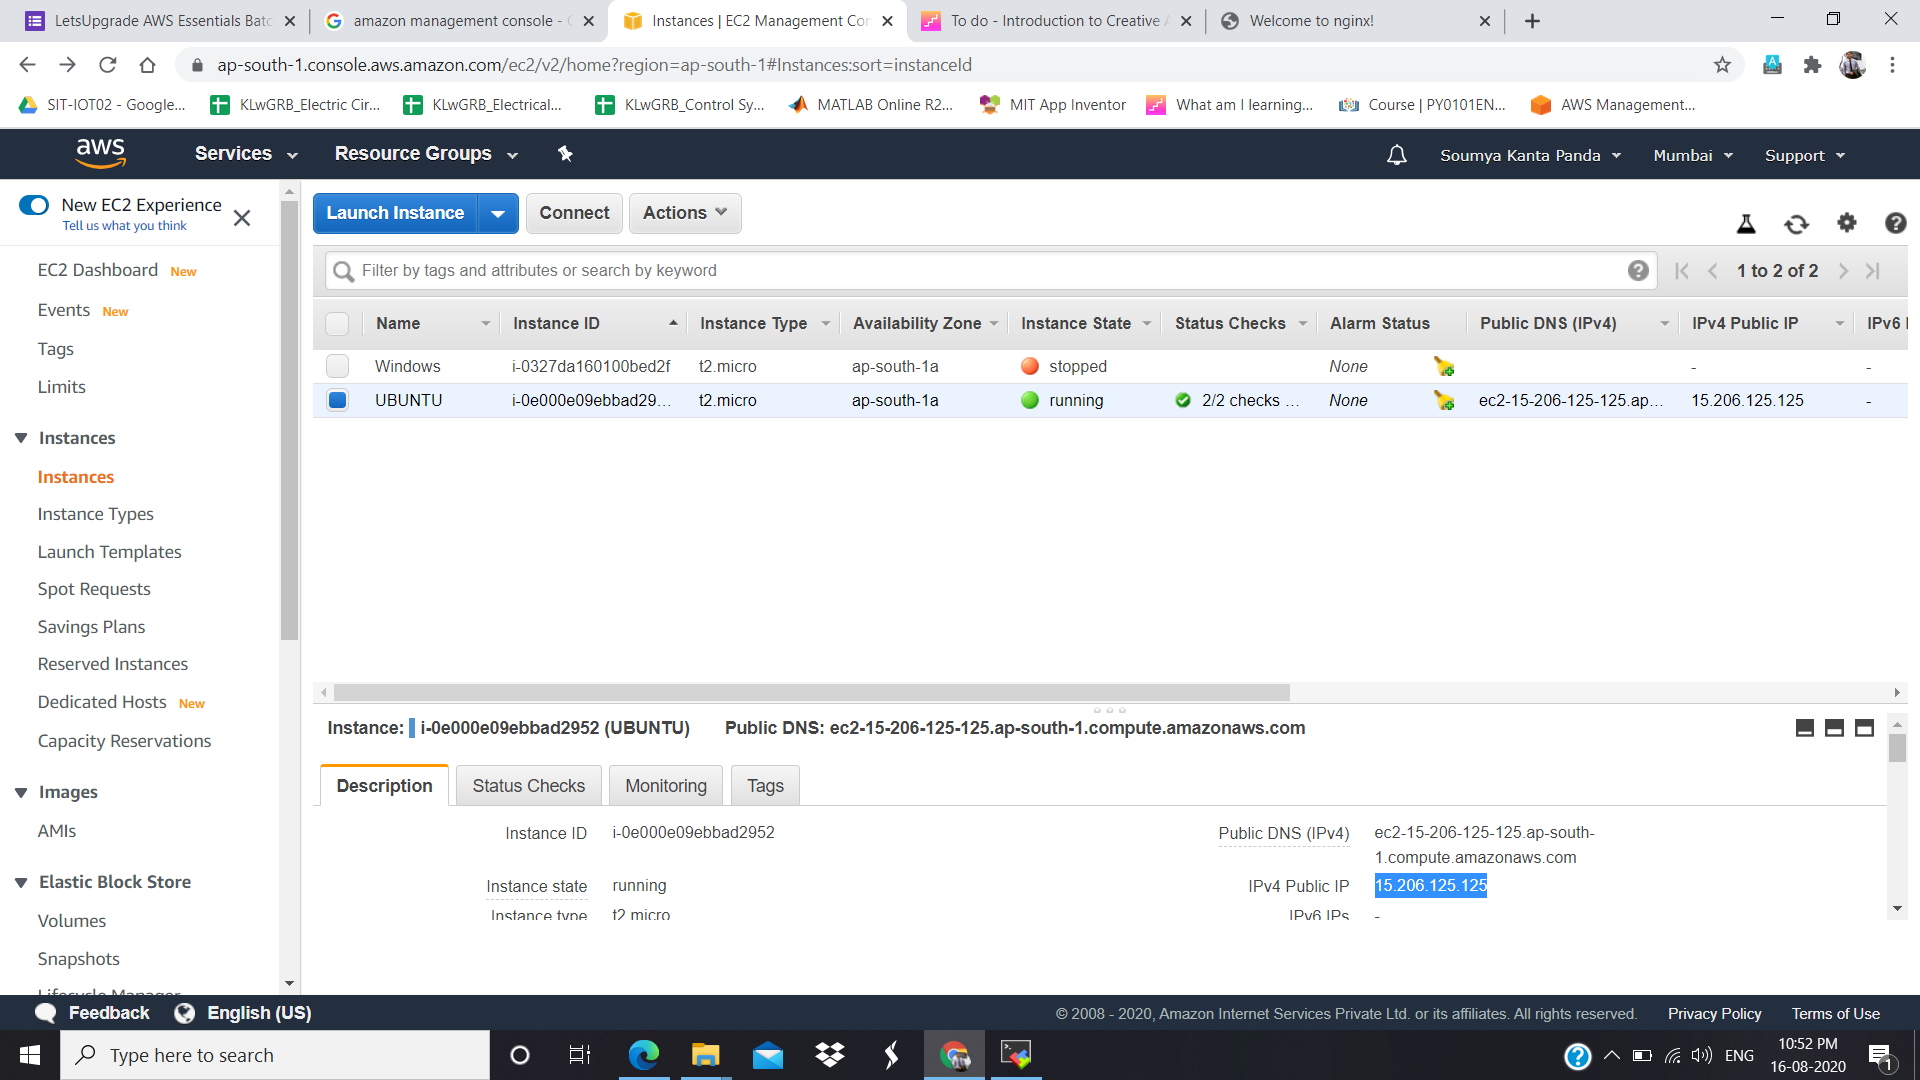 LetsUpgrade AWS Essentials Batc
amazon management console - G
Instances | EC2 Management Con
To do - Introduction to Creative A
Welcome to nginx!
ap-south-1.console.aws.amazon.com/ec2/v2/home?region=ap-south-1#Instances:sort=instanceId
SIT-IOT02 - Google...
KLwGRB_Electric Cir...
KLwGRB_Electrical...
KLwGRB_Control Sy...
MATLAB Online R2...
MIT App Inventor
What am I learning...
Course | PY0101EN...
AWS Management...
aws
Services
Resource Groups
Soumya Kanta Panda
Mumbai
Support
New EC2 Experience
Tell us what you think
EC2 Dashboard New
Events New
Tags
Limits
Instances
Instances
Instance Types
Launch Templates
Spot Requests
Savings Plans
Reserved Instances
Dedicated Hosts New
Capacity Reservations
Images
AMIs
Elastic Block Store
Volumes
Snapshots
Lifecycle Manager
Launch Instance
Connect
Actions
Filter by tags and attributes or search by keyword
1 to 2 of 2
Name Instance ID Instance Type Availability Zone Instance State Status Checks Alarm Status Public DNS (IPv4) IPv4 Public IP IPv6 I
Windows i-0327da160100bed2f t2.micro ap-south-1a stopped None - -
UBUNTU i-0e000e09ebbad29... t2.micro ap-south-1a running 2/2 checks ... None ec2-15-206-125-125.ap... 15.206.125.125 -
Instance: i-0e000e09ebbad2952 (UBUNTU) Public DNS: ec2-15-206-125-125.ap-south-1.compute.amazonaws.com
Description
Status Checks
Monitoring
Tags
Instance ID i-0e000e09ebbad2952
Public DNS (IPv4) ec2-15-206-125-125.ap-south-
1.compute.amazonaws.com
Instance state running
IPv4 Public IP 15.206.125.125
Instance type t2.micro
IPv6 IPs -
Feedback
English (US)
© 2008 - 2020, Amazon Internet Services Private Ltd. or its affiliates. All rights reserved.
Privacy Policy
Terms of Use
Type here to search
ENG
10:52 PM
16-08-2020
1